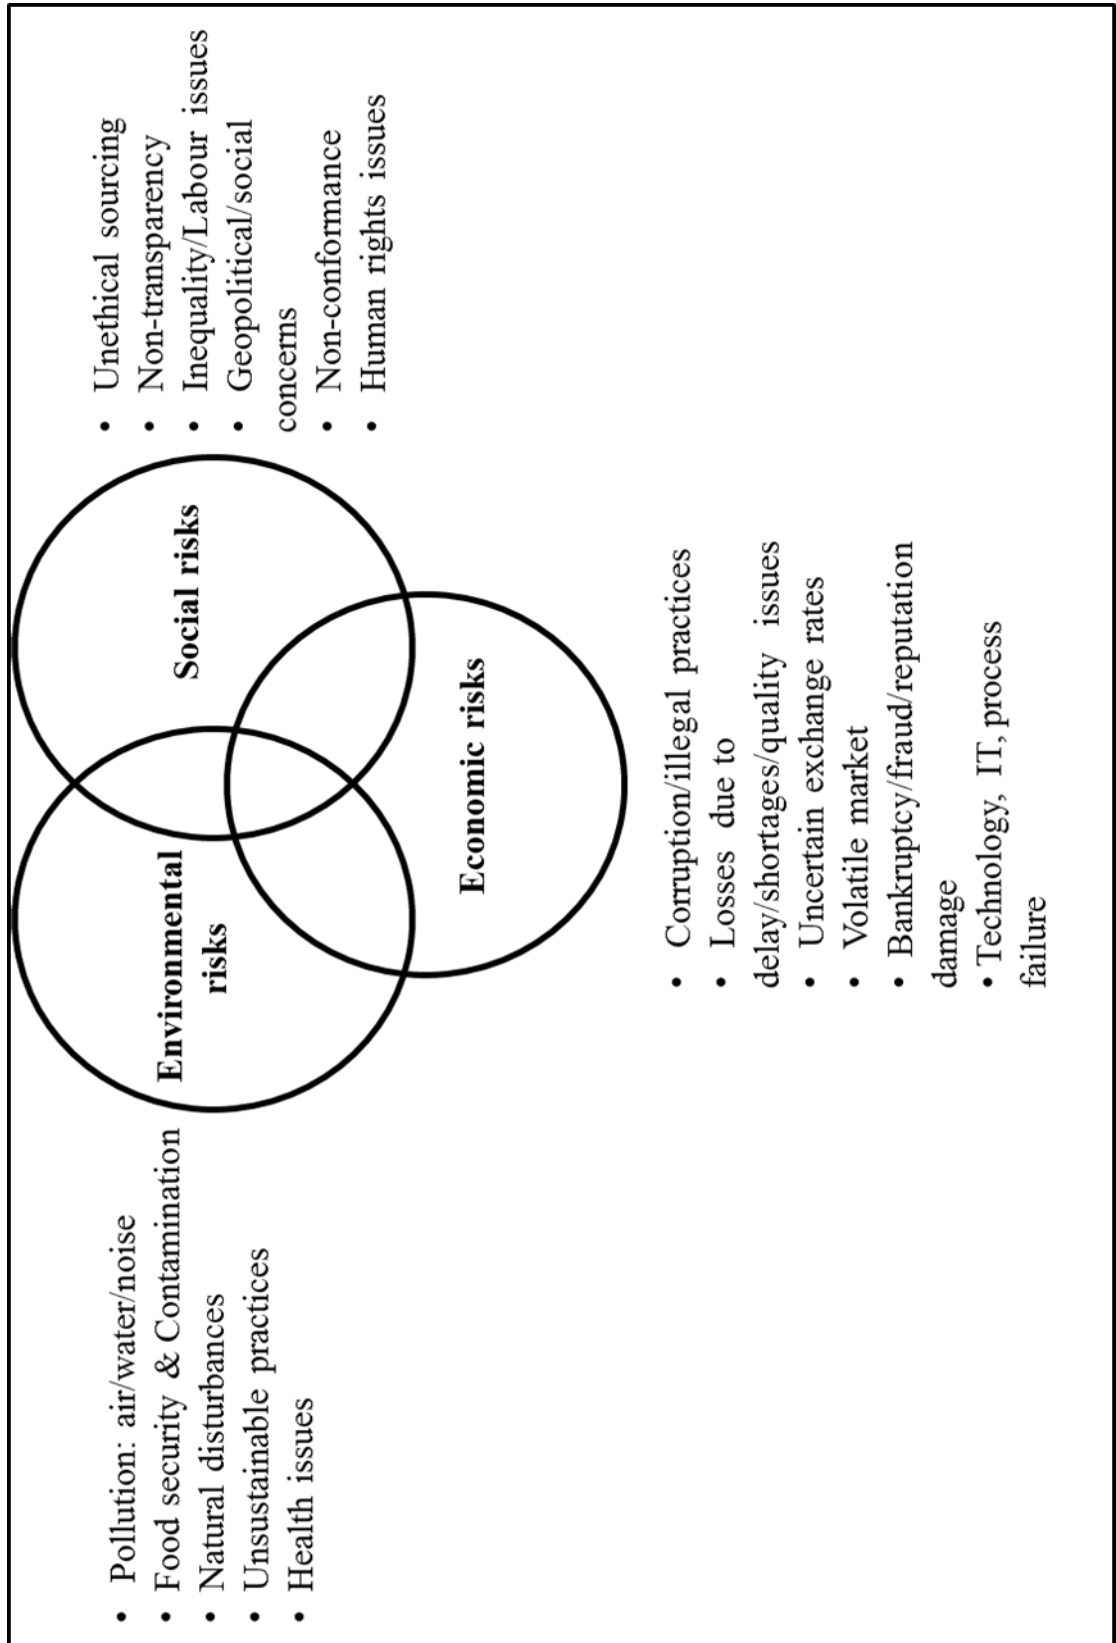 • Pollution: air/water/noise
• Food security & Contamination
• Natural disturbances
• Unsustainable practices
• Health issues
Environmental
risks
Social risks
Economic risks
• Unethical sourcing
• Non-transparency
• Inequality/Labour issues
• Geopolitical/social
concerns
• Non-conformance
• Human rights issues
• Corruption/illegal practices
• Losses due to
delay/shortages/quality issues
• Uncertain exchange rates
• Volatile market
• Bankruptcy/fraud/reputation
damage
• Technology, IT, process
failure